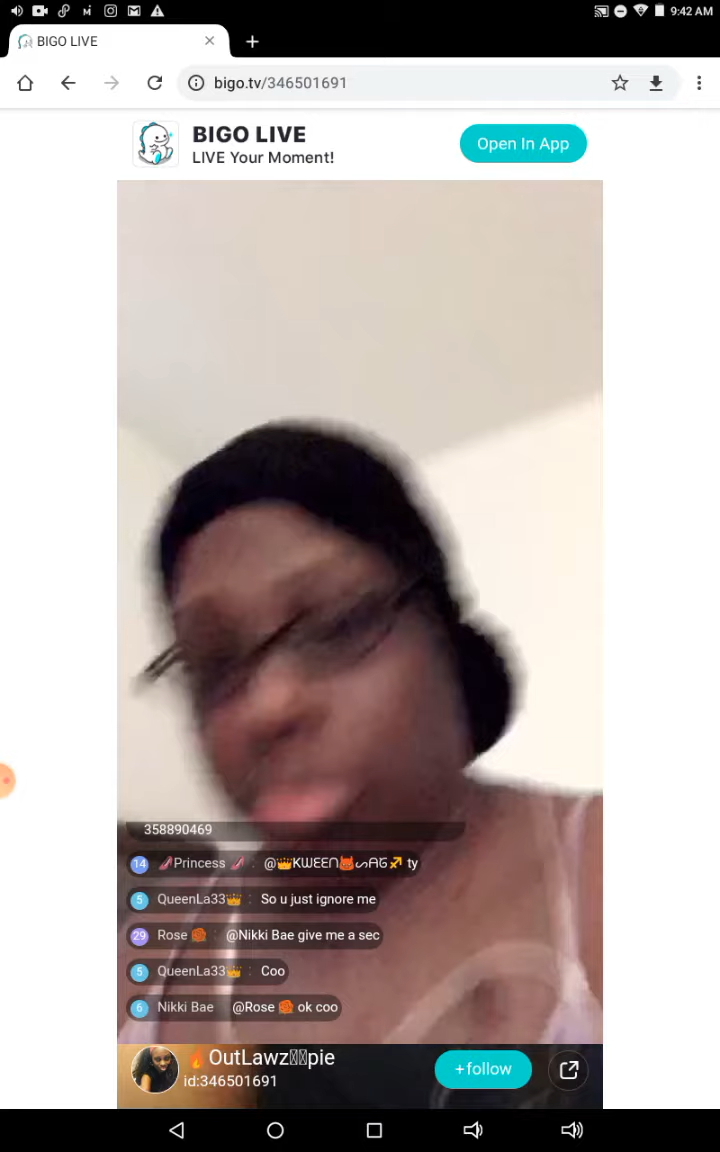 9:42 AM
BIGO LIVE
bigo.tv/346501691
BIGO LIVE
LIVE Your Moment!
Open In App
358890469
14 👠Princess 👠 : @👑KᗯEEᑎ👹ᔕᗩG♐ ty
5 QueenLa33👑 : So u just ignore me
29 Rose 🌹 : @Nikki Bae give me a sec
5 QueenLa33👑 : Coo
6 Nikki Bae @Rose 🌹 ok coo
🔥OutLawz▯▯pie
id:346501691
+follow